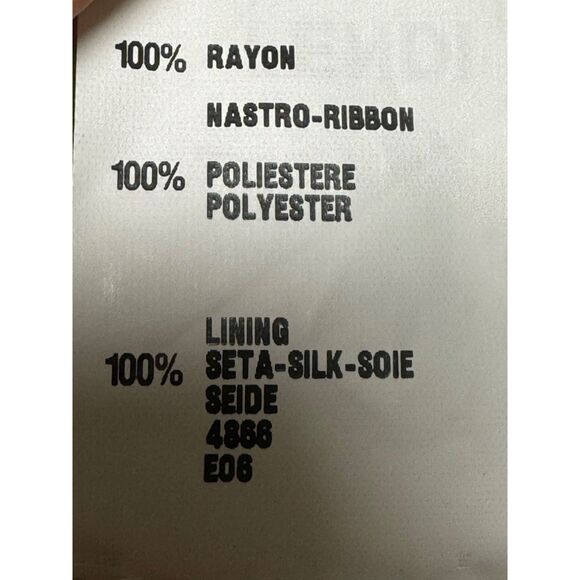 100% RAYON
NASTRO-RIBBON
100% POLIESTERE
POLYESTER
LINING
100% SETA-SILK-SOIE
SEIDE
4866
E06